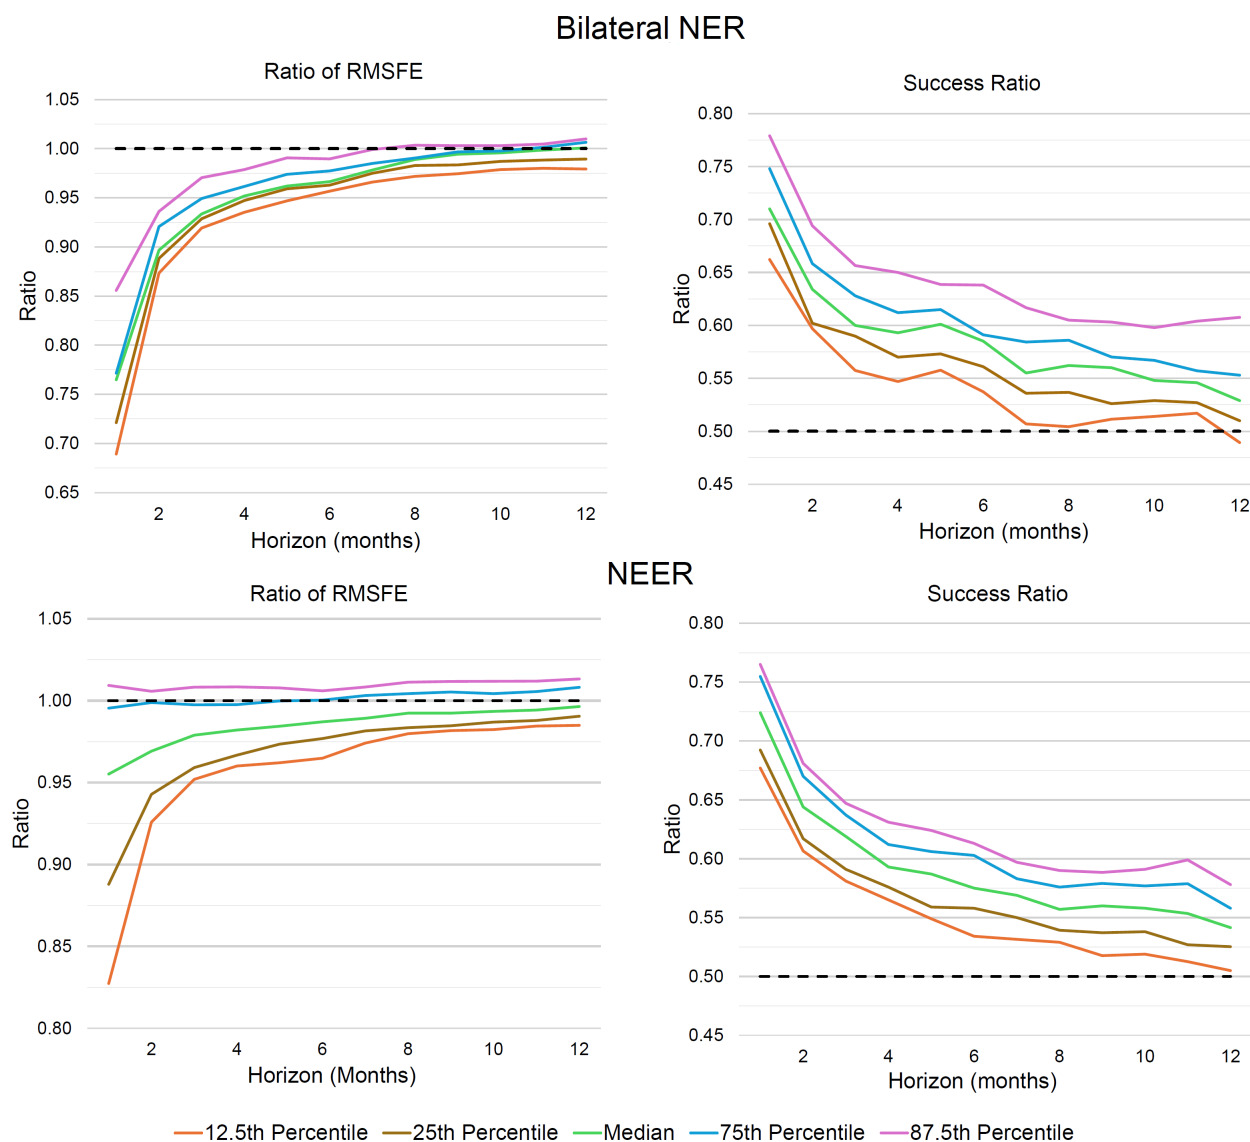 Bilateral NER
Ratio of RMSFE
1.05
1.00
0.95
0.90
0.85
0.80
0.75
0.70
0.65
Ratio
2 4 6 8 10 12
Horizon (months)
Success Ratio
0.80
0.75
0.70
0.65
0.60
0.55
0.50
0.45
Ratio
2 4 6 8 10 12
Horizon (months)
NEER
Ratio of RMSFE
1.05
1.00
0.95
0.90
0.85
0.80
Ratio
2 4 6 8 10 12
Horizon (Months)
Success Ratio
0.80
0.75
0.70
0.65
0.60
0.55
0.50
0.45
Ratio
2 4 6 8 10 12
Horizon (months)
12.5th Percentile 25th Percentile Median 75th Percentile 87.5th Percentile